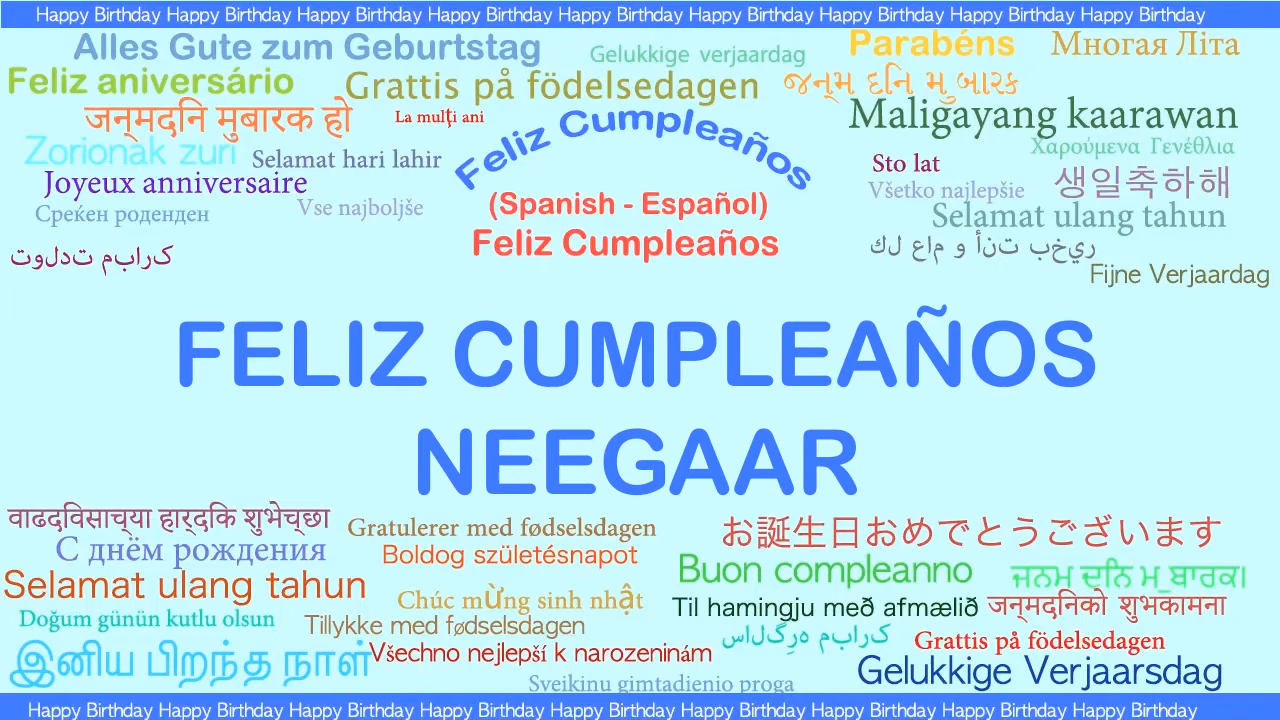 Happy Birthday Happy Birthday Happy Birthday Happy Birthday Happy Birthday Happy Birthday Happy Birthday Happy Birthday Happy Birthday
Alles Gute zum Geburtstag
Gelukkige verjaardag
Parabéns
Многая Літа
Feliz aniversário
Grattis på födelsedagen
જન્મ દિન મુબારક
जन्मदिन मुबारक हो
La mulţi ani
Feliz Cumpleaños
Maligayang kaarawan
Zorionak zuri
Selamat hari lahir
Sto lat
Χαρούμενα Γενέθλια
Joyeux anniversaire
(Spanish - Español)
Všetko najlepšie
생일축하해
Срeќен роденден
Vse najboljše
Feliz Cumpleaños
Selamat ulang tahun
تولدت مبارک
كل عام و أنت بخير
Fijne Verjaardag
FELIZ CUMPLEAÑOS
NEEGAAR
वाढदिवसाच्या हार्दिक शुभेच्छा
Gratulerer med fødselsdagen
お誕生日おめでとうございます
С днём рождения
Boldog születésnapot
Buon compleanno
ਜਨਮ ਦਿਨ ਮੁਬਾਰਕ।
Selamat ulang tahun
Chúc mừng sinh nhật
Til hamingju með afmælið
जन्मदिनको शुभकामना
Doğum günün kutlu olsun
Tillykke med fødselsdagen
سالگرہ مبارک
Grattis på födelsedagen
இனிய பிறந்த நாள்
Všechno nejlepší k narozeninám
Gelukkige Verjaarsdag
Sveikinu gimtadienio proga
Happy Birthday Happy Birthday Happy Birthday Happy Birthday Happy Birthday Happy Birthday Happy Birthday Happy Birthday Happy Birthday